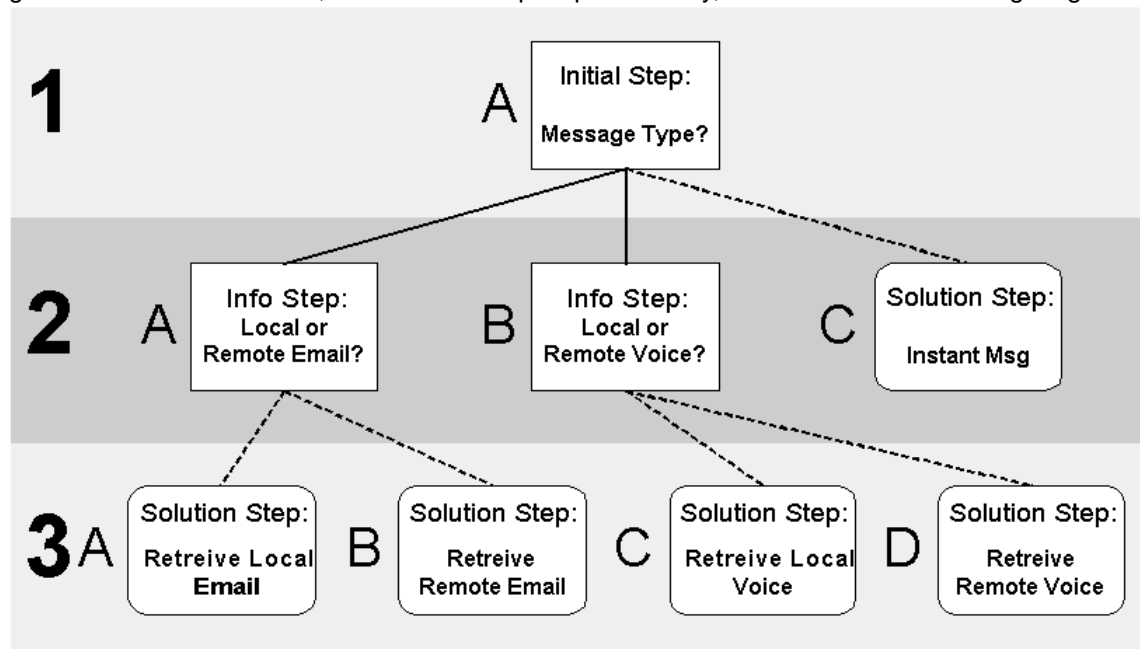 1
A
Initial Step:
Message Type?
2
A
Info Step:
Local or
Remote Email?
B
Info Step:
Local or
Remote Voice?
C
Solution Step:
Instant Msg
3
A
Solution Step:
Retreive Local
Email
B
Solution Step:
Retreive
Remote Email
C
Solution Step:
Retreive Local
Voice
D
Solution Step:
Retreive
Remote Voice